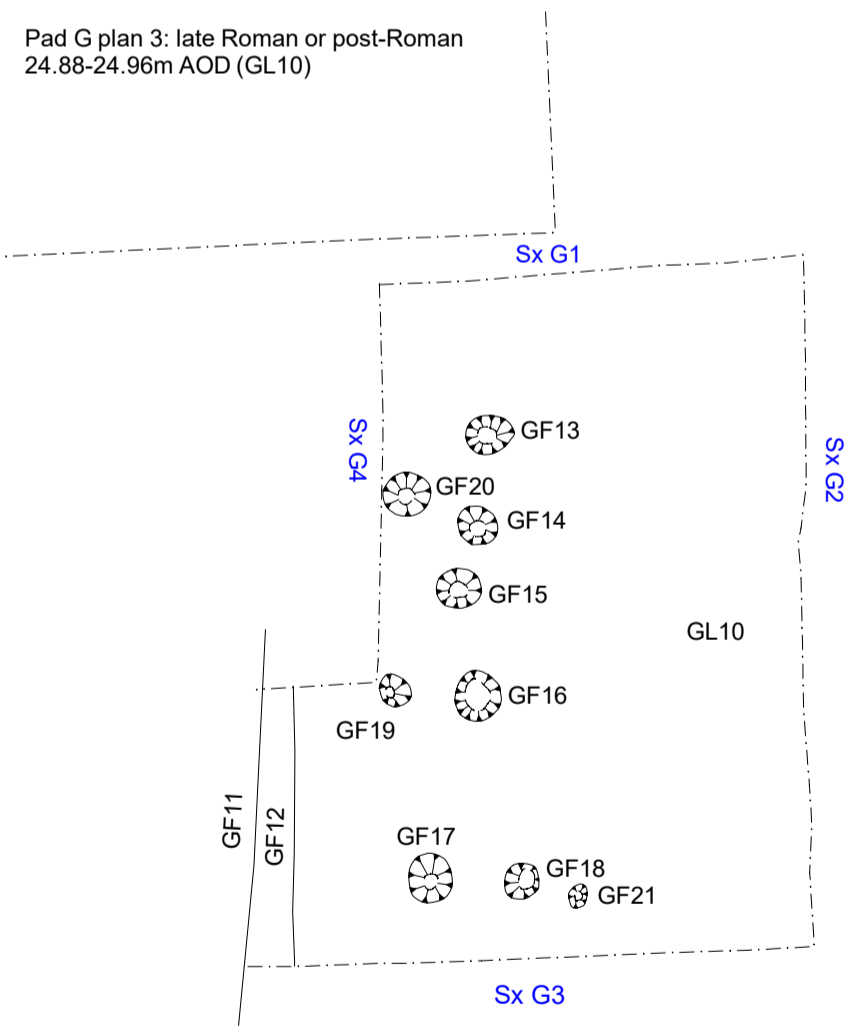 Pad G plan 3: late Roman or post-Roman
24.88-24.96m AOD (GL10)
Sx G1
Sx G4
Sx G2
GF13
GF20
GF14
GF15
GL10
GF16
GF19
GF11
GF12
GF17
GF18
GF21
Sx G3